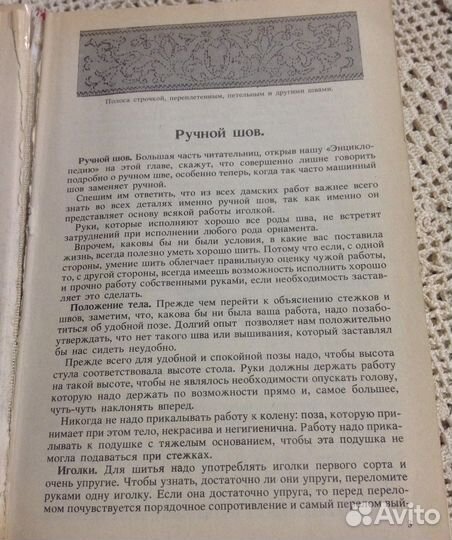 Полоса строчкой, переплетенным, петельным и другими швами.
Ручной шов.
Ручной шов. Большая часть читательниц, открыв нашу «Энцикло-
педию» на этой главе, скажут, что совершенно лишне говорить
подробно о ручном шве, особенно теперь, когда так часто машинный
шов заменяет ручной.
Спешим им ответить, что из всех дамских работ важнее всего
знать во всех деталях именно ручной шов, так как именно он
представляет основу всякой работы иголкой.
Руки, которые исполняют хорошо все роды шва, не встретят
затруднений при исполнении любого рода орнамента.
Впрочем, каковы бы ни были условия, в какие вас поставила
жизнь, всегда полезно уметь хорошо шить. Потому что если, с одной
стороны, умение шить облегчает правильную оценку чужой работы,
то, с другой стороны, всегда имеешь возможность исполнить хорошо
и прочно работу собственными руками, если необходимость застав-
ляет это сделать.
Положение тела. Прежде чем перейти к объяснению стежков и
швов, заметим, что, какова бы ни была ваша работа, надо позабо-
титься об удобной позе. Долгий опыт позволяет нам положительно
утверждать, что нет такого шва или вышивания, который заставлял
бы нас сидеть неудобно.
Прежде всего для удобной и спокойной позы надо, чтобы высота
стула соответствовала высоте стола. Руки должны держать работу
на такой высоте, чтобы не являлось необходимости опускать голову,
которую надо держать по возможности прямо и, самое большее,
чуть-чуть наклонять вперед.
Никогда не надо прикалывать работу к колену: поза, которую при-
нимает при этом тело, некрасива и негигиенична. Работу надо прика-
лывать к подушке с тяжелым основанием, чтобы эта подушка не
могла подаваться при стежках.
Иголки. Для шитья надо употреблять иголки первого сорта и
очень упругие. Чтобы узнать, достаточно ли они упруги, переломите
руками одну иголку. Если она достаточно упруга, то перед перело-
мом почувствуется порядочное сопротивление и самый перелом вый-
Avito